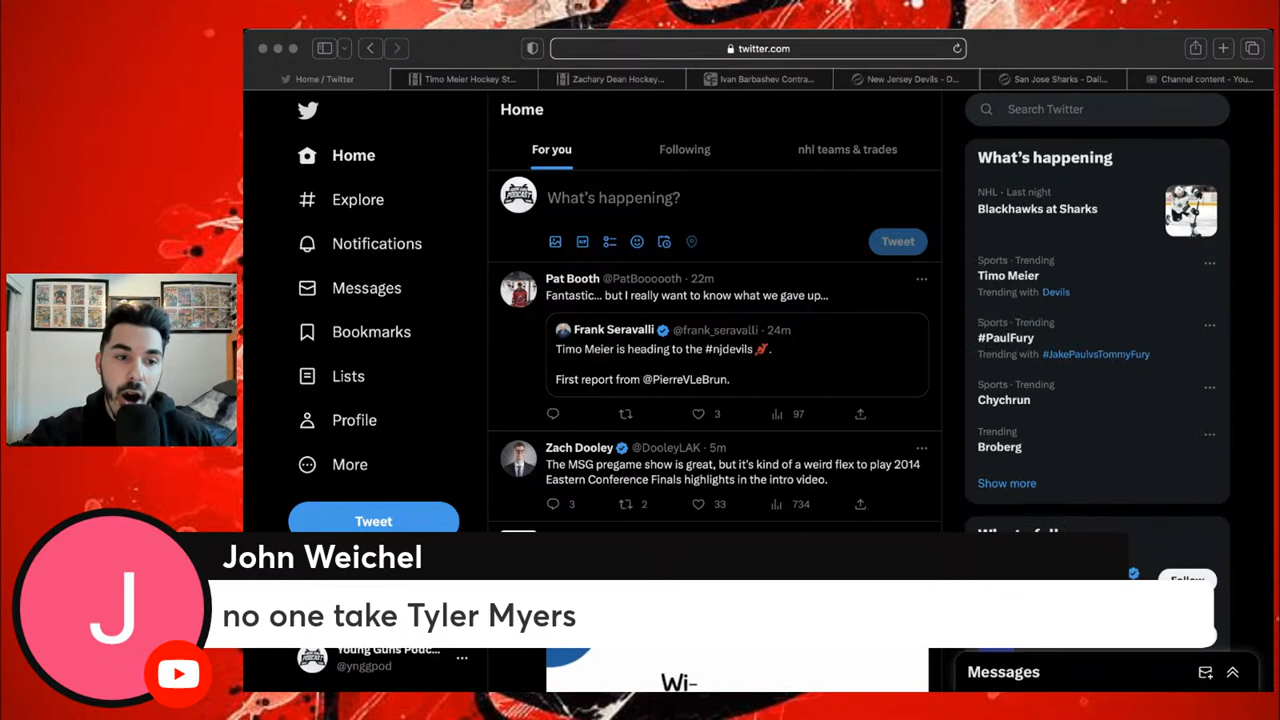 twitter.com
Home / Twitter
Timo Meier Hockey St...
Zachary Dean Hockey...
Ivan Barbashev Contra...
New Jersey Devils - D...
San Jose Sharks - Dail...
Channel content - You...
Home
Explore
Notifications
Messages
Bookmarks
Lists
Profile
More
Tweet
Young Guns Podc...
@ynggpod
Home
For you
Following
nhl teams & trades
PODCAST
What's happening?
Tweet
Pat Booth @PatBoooooth · 22m
Fantastic... but I really want to know what we gave up...
Frank Seravalli @frank_seravalli · 24m
Timo Meier is heading to the #njdevils.
First report from @PierreVLeBrun.
3
97
Zach Dooley @DooleyLAK · 5m
The MSG pregame show is great, but it's kind of a weird flex to play 2014
Eastern Conference Finals highlights in the intro video.
3
2
33
734
Wi-
Search Twitter
What's happening
NHL · Last night
Blackhawks at Sharks
Sports · Trending
Timo Meier
Trending with Devils
Sports · Trending
#PaulFury
Trending with #JakePaulvsTommyFury
Sports · Trending
Chychrun
Trending
Broberg
Show more
Follow
Messages
J
John Weichel
no one take Tyler Myers